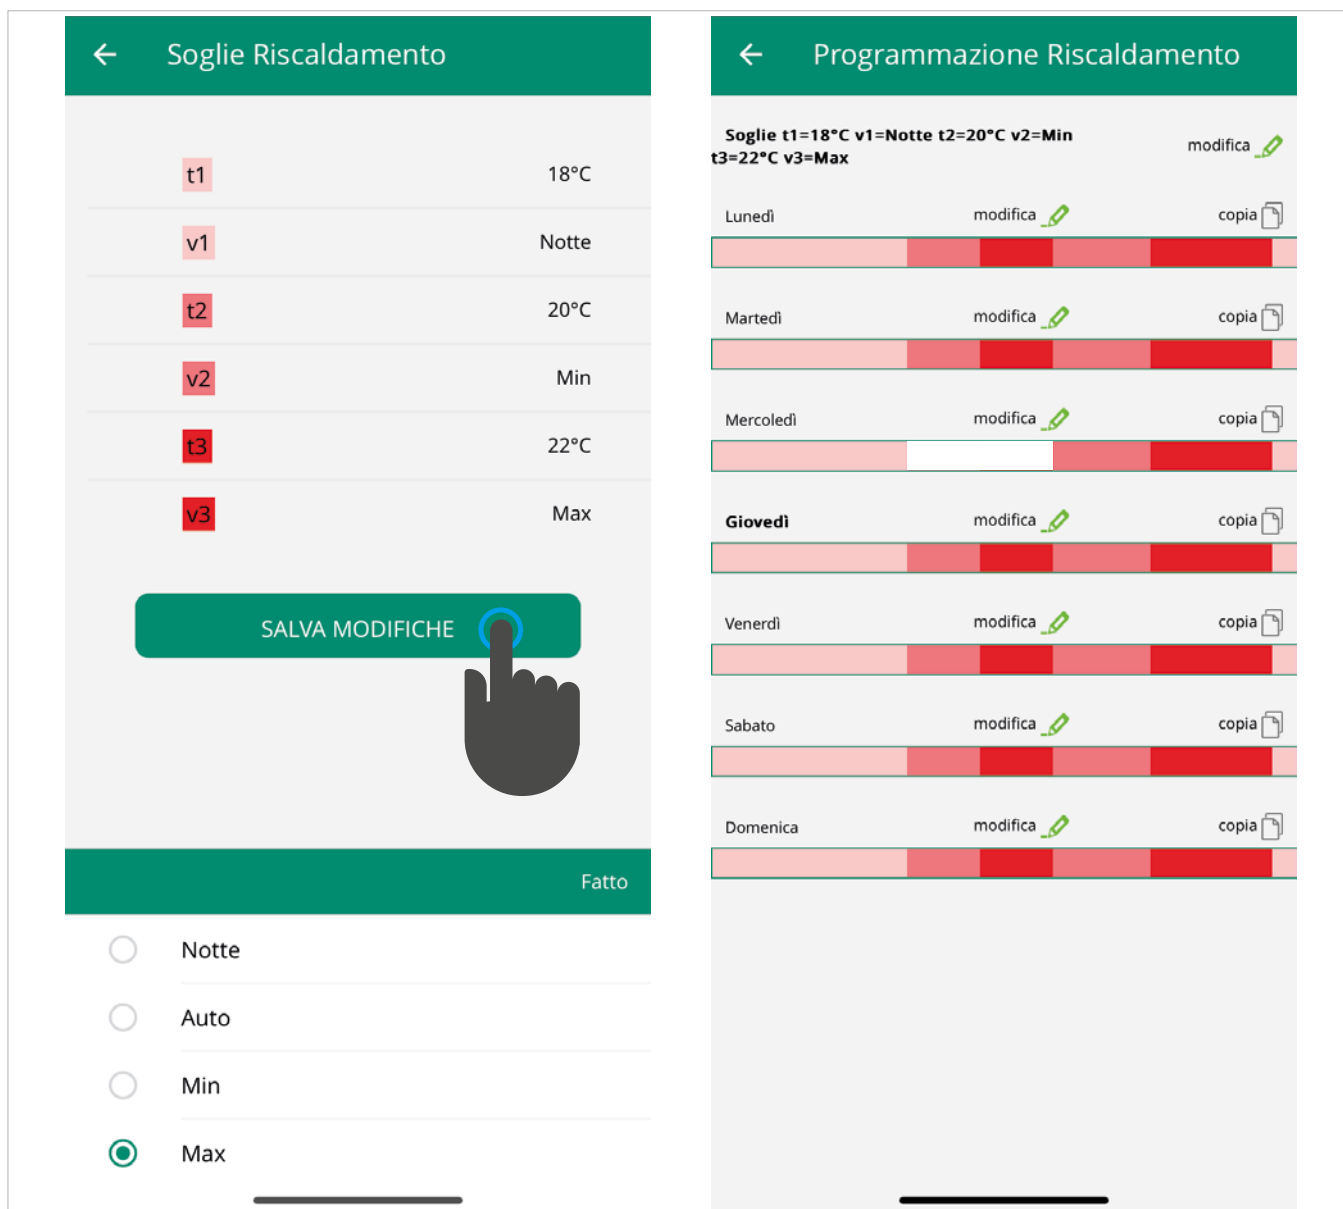 Soglie Riscaldamento
t1 18°C
v1 Notte
t2 20°C
v2 Min
t3 22°C
v3 Max
SALVA MODIFICHE
Fatto
Notte
Auto
Min
Max
Programmazione Riscaldamento
Soglie t1=18°C v1=Notte t2=20°C v2=Min
t3=22°C v3=Max
modifica
Lunedì modifica copia
Martedì modifica copia
Mercoledì modifica copia
Giovedì modifica copia
Venerdì modifica copia
Sabato modifica copia
Domenica modifica copia